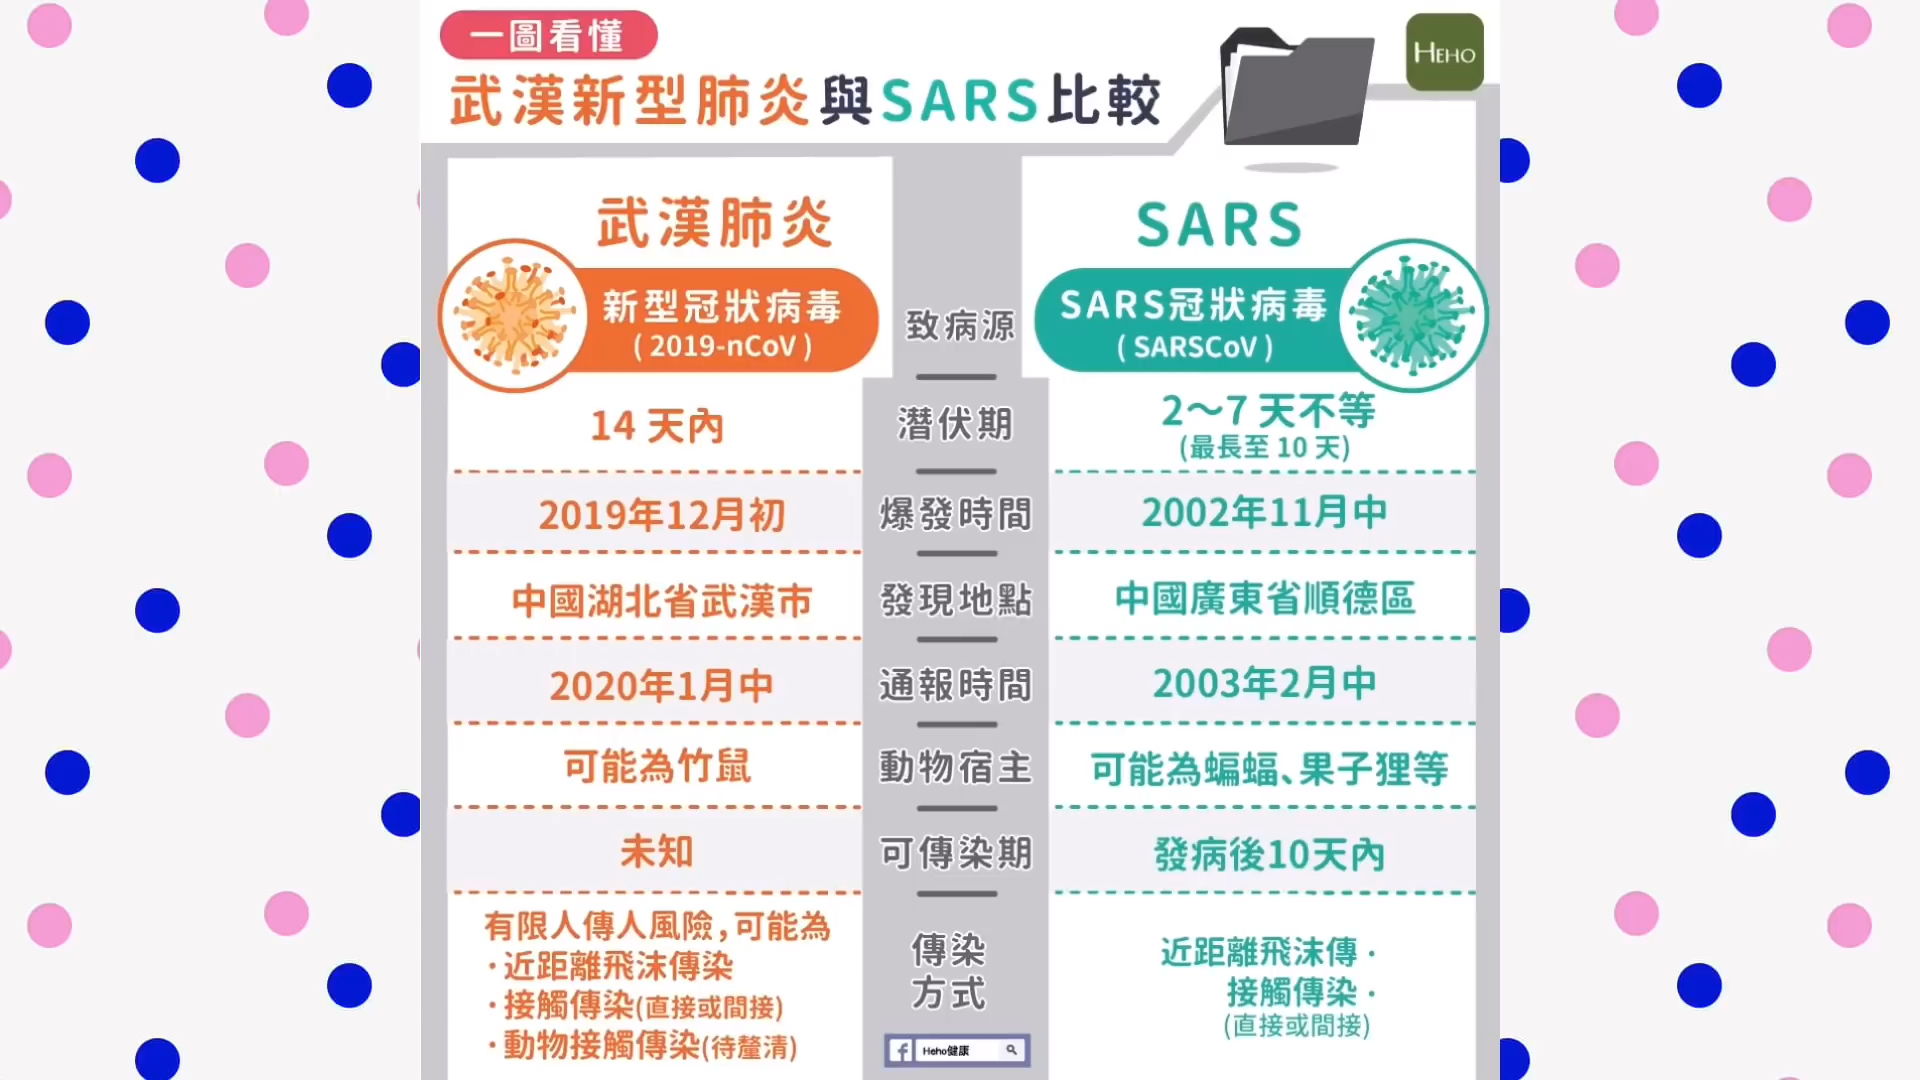 一圖看懂
HEHO
武漢新型肺炎與SARS比較
武漢肺炎
SARS
新型冠狀病毒
(2019-nCoV)
致病源
SARS冠狀病毒
(SARSCoV)
14 天內
潛伏期
2～7 天不等
(最長至 10 天)
2019年12月初
爆發時間
2002年11月中
中國湖北省武漢市
發現地點
中國廣東省順德區
2020年1月中
通報時間
2003年2月中
可能為竹鼠
動物宿主
可能為蝙蝠、果子狸等
未知
可傳染期
發病後10天內
有限人傳人風險,可能為
·近距離飛沫傳染
·接觸傳染(直接或間接)
·動物接觸傳染(待釐清)
傳染
方式
近距離飛沫傳·
接觸傳染·
(直接或間接)
f Heho健康